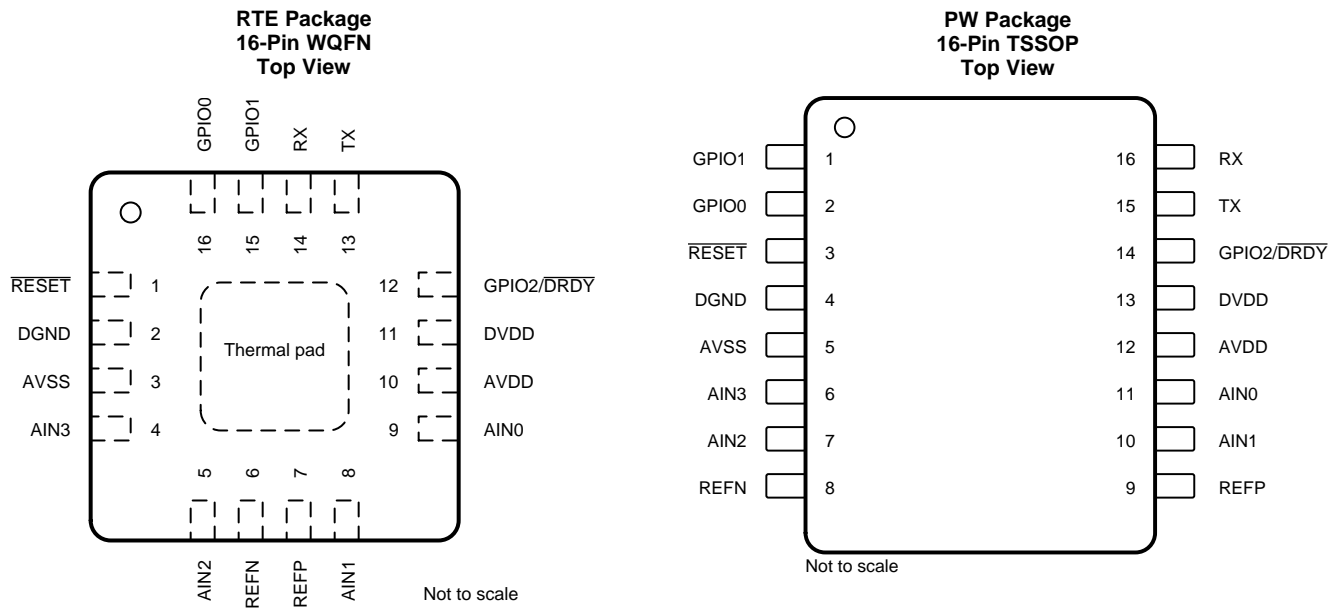 RTE Package
16-Pin WQFN
Top View
GPIO0
GPIO1
RX
TX
16
15
14
13
RESET
1
12
GPIO2/DRDY
DGND
2
Thermal pad
11
DVDD
AVSS
3
10
AVDD
AIN3
4
9
AIN0
5
6
7
8
AIN2
REFN
REFP
AIN1
Not to scale
PW Package
16-Pin TSSOP
Top View
GPIO1
1
16
RX
GPIO0
2
15
TX
RESET
3
14
GPIO2/DRDY
DGND
4
13
DVDD
AVSS
5
12
AVDD
AIN3
6
11
AIN0
AIN2
7
10
AIN1
REFN
8
9
REFP
Not to scale